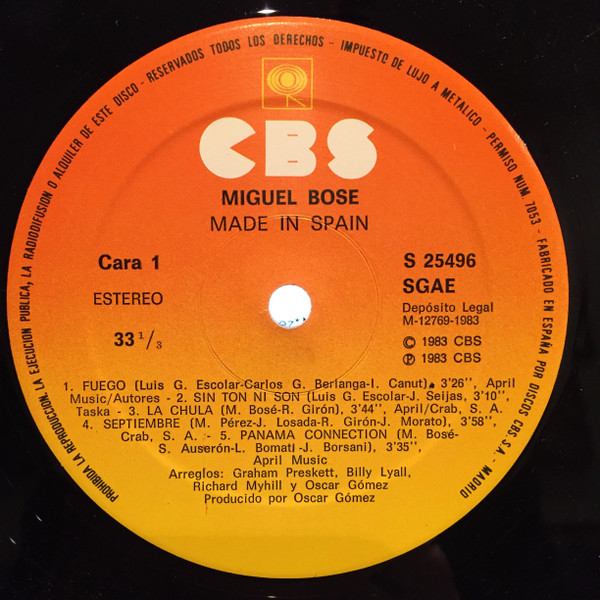 PROHIBIDA LA REPRODUCCION, LA EJECUCION PUBLICA, LA RADIODIFUSION O ALQUILER DE ESTE DISCO - RESERVADOS TODOS LOS DERECHOS - IMPUESTO DE LUJO A METALICO - PERMISO NUM. 7053 - FABRICADO EN ESPAÑA POR DISCOS CBS S.A. - MADRID
CBS
MIGUEL BOSE
MADE IN SPAIN
Cara 1
S 25496
SGAE
ESTEREO
Depósito Legal
M-12769-1983
33 1/3
© 1983 CBS
℗ 1983 CBS
1. FUEGO (Luis G. Escolar-Carlos G. Berlanga-I. Canut). 3'26'', April
Music/Autores - 2. SIN TON NI SON (Luis G. Escolar-J. Seijas, 3'10'',
Taska - 3. LA CHULA (M. Bosé-R. Girón), 3'44'', April/Crab, S. A.
4. SEPTIEMBRE (M. Pérez-J. Losada-R. Girón-J. Morato), 3'58'',
Crab, S. A. - 5. PANAMA CONNECTION (M. Bosé-
S. Auserón-L. Bomati-J. Borsani), 3'35'',
April Music
Arreglos: Graham Preskett, Billy Lyall,
Richard Myhill y Oscar Gómez
Producido por Oscar Gómez